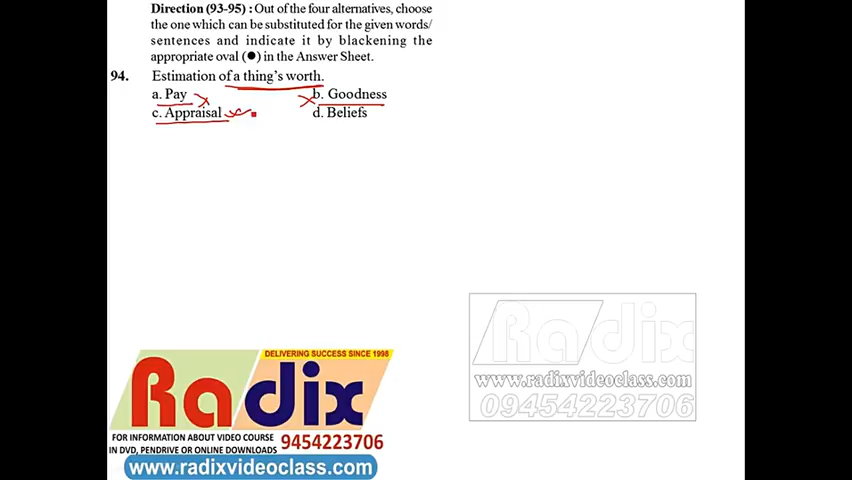 Direction (93-95) : Out of the four alternatives, choose
the one which can be substituted for the given words/
sentences and indicate it by blackening the
appropriate oval (●) in the Answer Sheet.
94. Estimation of a thing's worth.
a. Pay b. Goodness
c. Appraisal d. Beliefs
DELIVERING SUCCESS SINCE 1998
Radix
FOR INFORMATION ABOUT VIDEO COURSE
IN DVD, PENDRIVE OR ONLINE DOWNLOADS 9454223706
www.radixvideoclass.com
Radix
www.radixvideoclass.com
09454223706